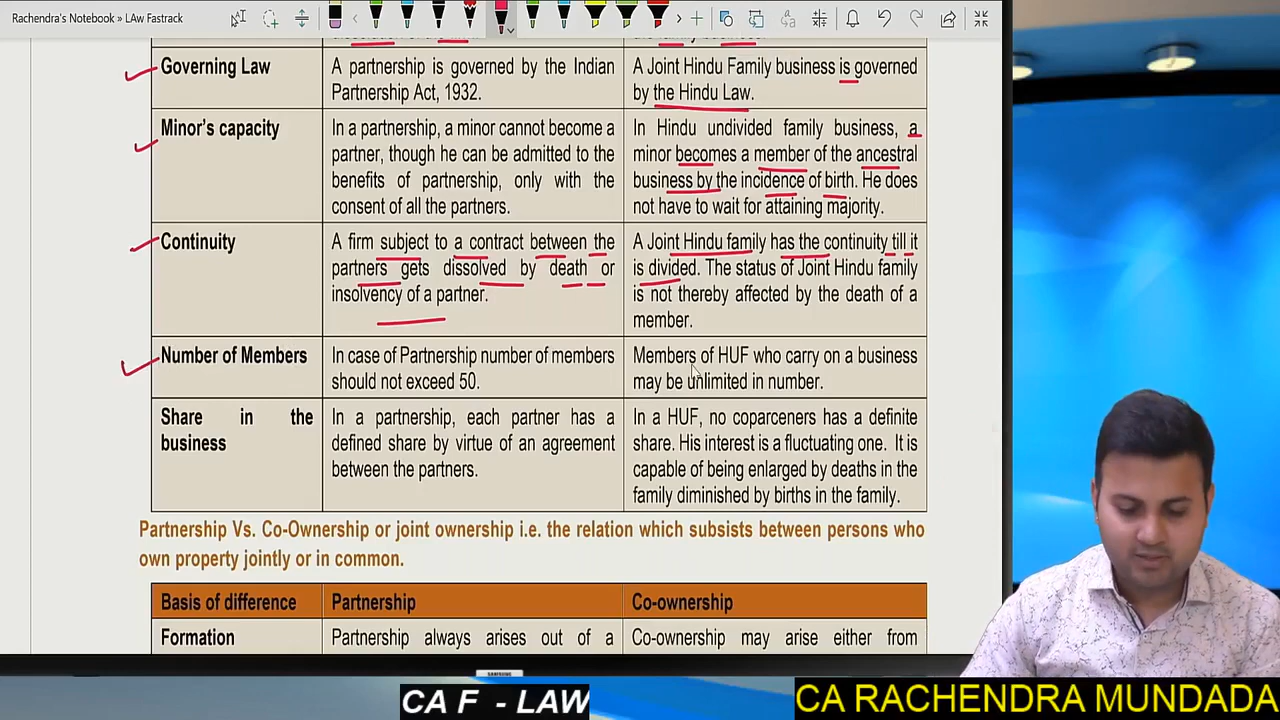 Rachendra's Notebook » LAw Fastrack
Governing Law
A partnership is governed by the Indian
Partnership Act, 1932.
A Joint Hindu Family business is governed
by the Hindu Law.
Minor's capacity
In a partnership, a minor cannot become a
partner, though he can be admitted to the
benefits of partnership, only with the
consent of all the partners.
In Hindu undivided family business, a
minor becomes a member of the ancestral
business by the incidence of birth. He does
not have to wait for attaining majority.
Continuity
A firm subject to a contract between the
partners gets dissolved by death or
insolvency of a partner.
A Joint Hindu family has the continuity till it
is divided. The status of Joint Hindu family
is not thereby affected by the death of a
member.
Number of Members
In case of Partnership number of members
should not exceed 50.
Members of HUF who carry on a business
may be unlimited in number.
Share in the
business
In a partnership, each partner has a
defined share by virtue of an agreement
between the partners.
In a HUF, no coparceners has a definite
share. His interest is a fluctuating one. It is
capable of being enlarged by deaths in the
family diminished by births in the family.
Partnership Vs. Co-Ownership or joint ownership i.e. the relation which subsists between persons who
own property jointly or in common.
Basis of difference
Partnership
Co-ownership
Formation
Partnership always arises out of a
Co-ownership may arise either from
SAMSUNG
CA F - LAW
CA RACHENDRA MUNDADA